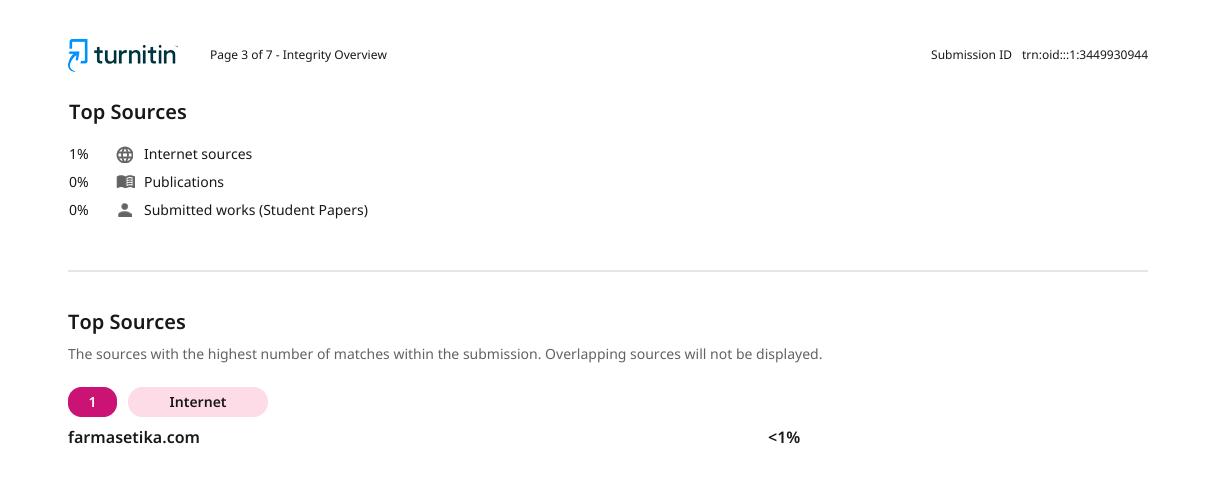 turnitin Page 3 of 7 - Integrity Overview Submission ID trn:oid:::1:3449930944
Top Sources
1% Internet sources
0% Publications
0% Submitted works (Student Papers)
Top Sources
The sources with the highest number of matches within the submission. Overlapping sources will not be displayed.
1 Internet
farmasetika.com <1%